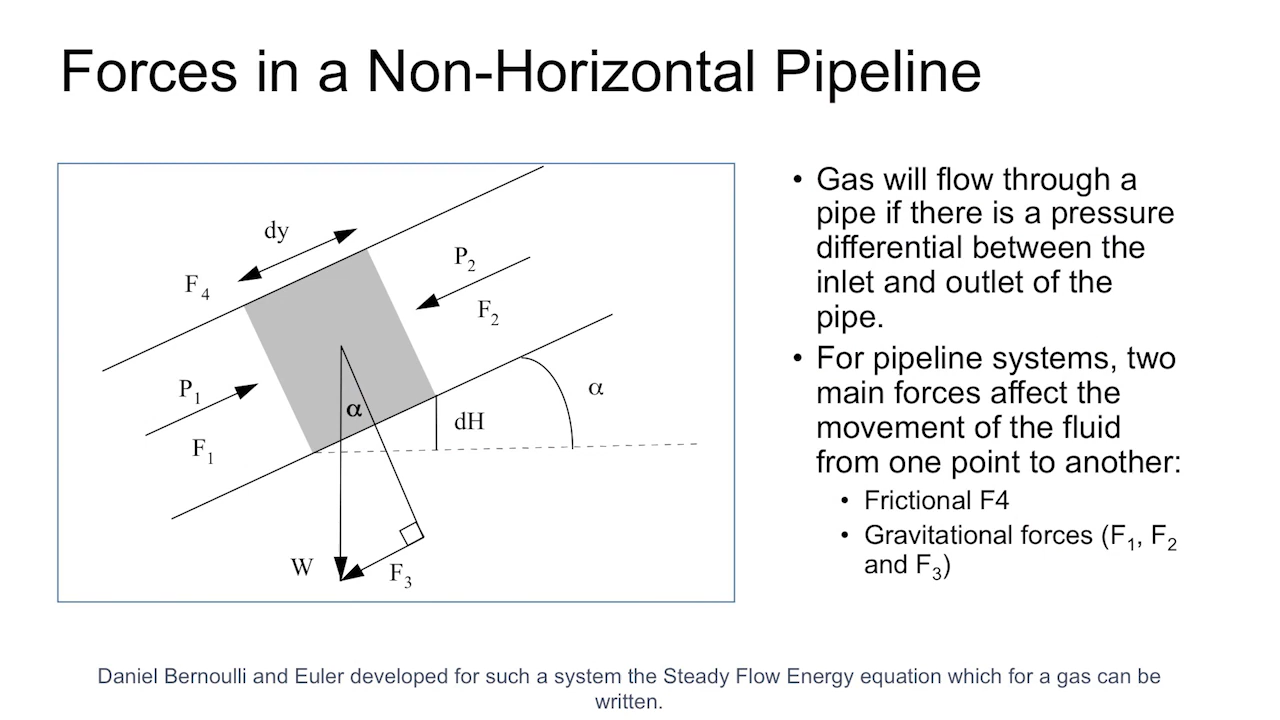 Forces in a Non-Horizontal Pipeline
dy
F4
P2
F2
P1
F1
α
dH
α
W
F3
• Gas will flow through a
pipe if there is a pressure
differential between the
inlet and outlet of the
pipe.
• For pipeline systems, two
main forces affect the
movement of the fluid
from one point to another:
• Frictional F4
• Gravitational forces (F1, F2
and F3)
Daniel Bernoulli and Euler developed for such a system the Steady Flow Energy equation which for a gas can be
written.